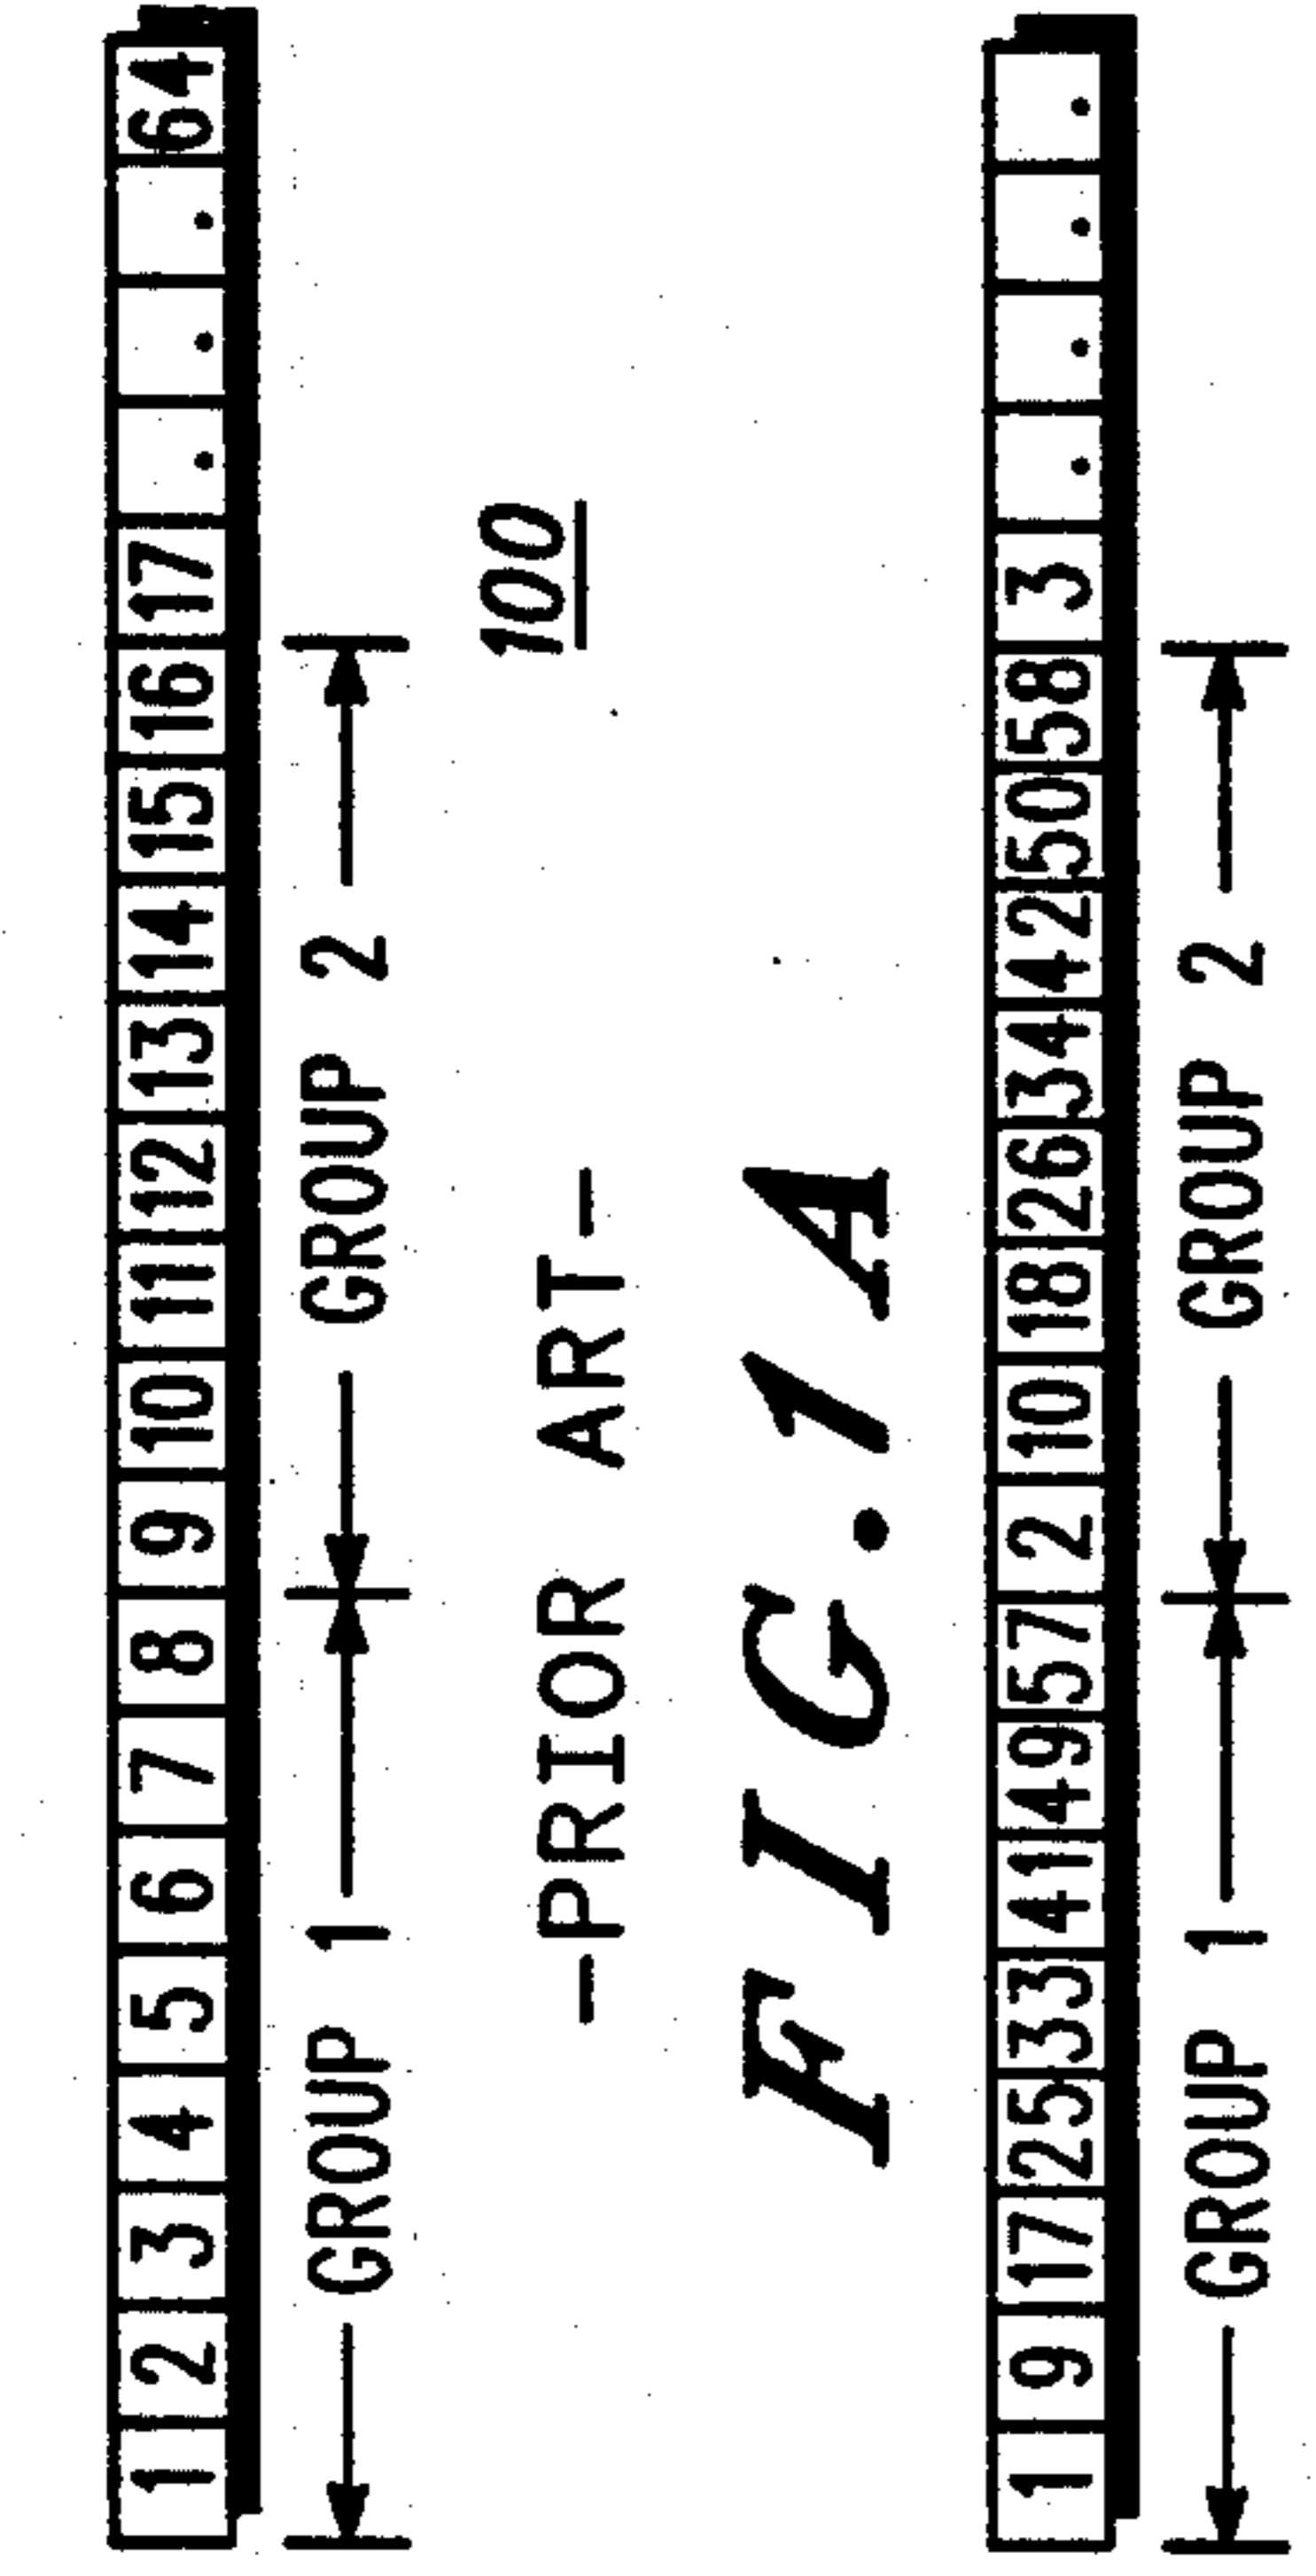 1 2 3 4 5 6 7 8 9 10 11 12 13 14 15 16 17 . . . 64
GROUP 1 GROUP 2
100
-PRIOR ART-
FIG.1A
1 9 17 25 33 41 49 57 2 10 18 26 34 42 50 58 3 . . . .
GROUP 1 GROUP 2